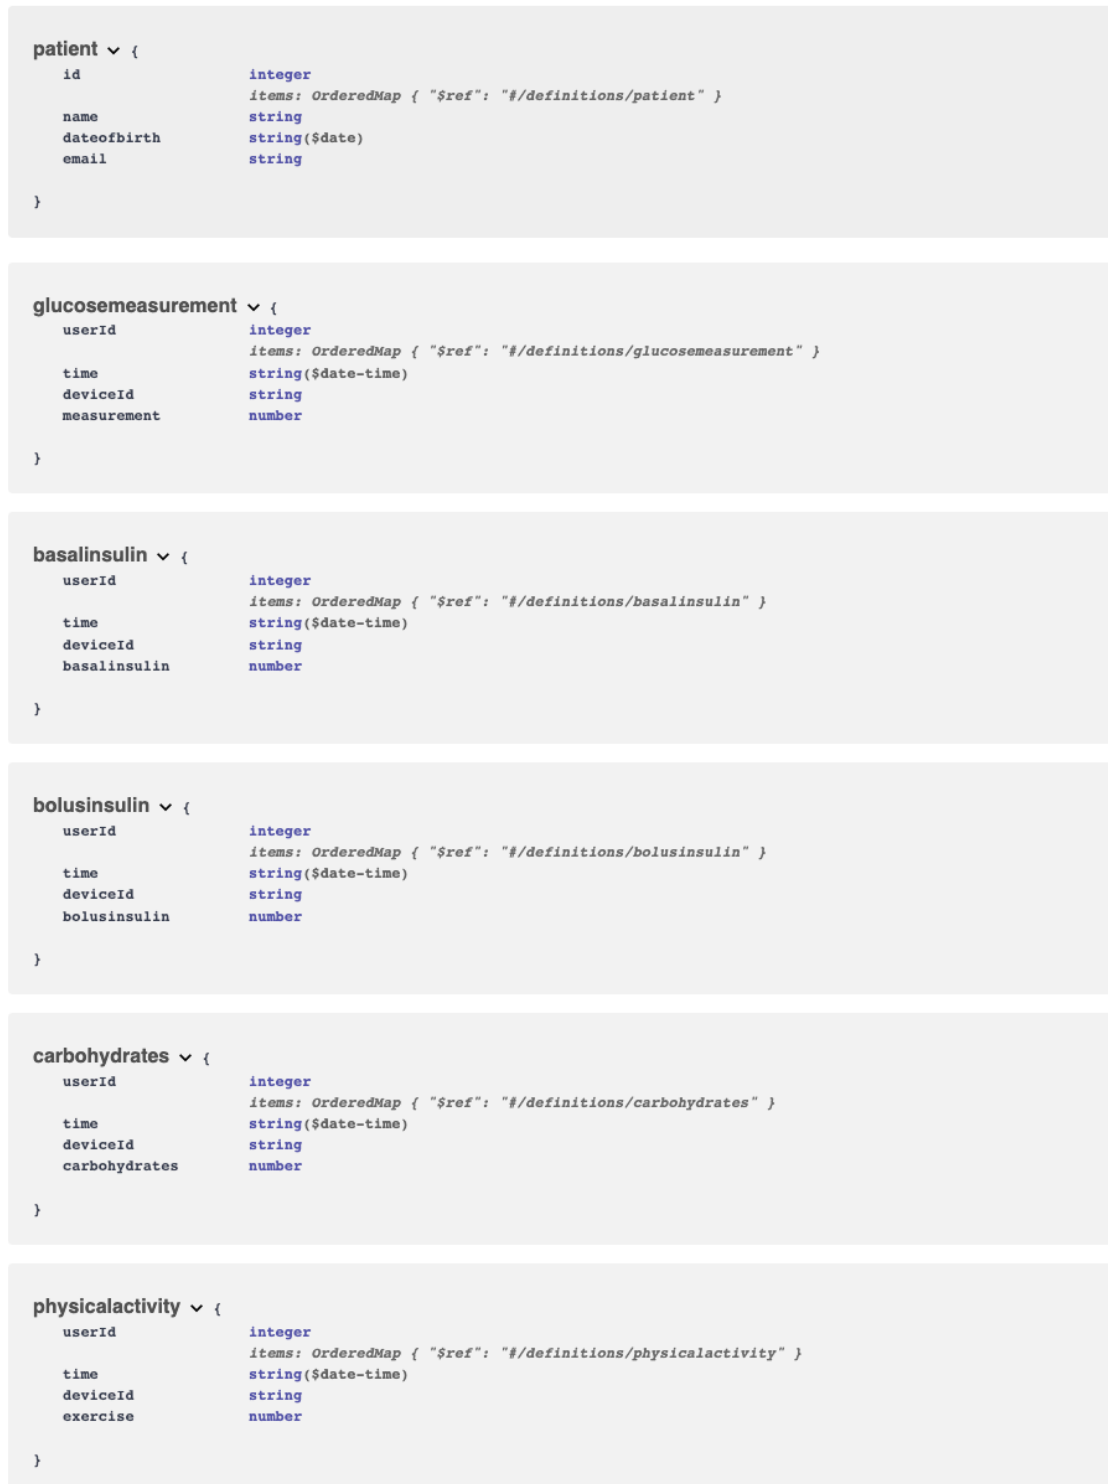 patient {
id integer
items: OrderedMap { "$ref": "#/definitions/patient" }
name string
dateofbirth string($date)
email string
}
glucosemeasurement {
userId integer
items: OrderedMap { "$ref": "#/definitions/glucosemeasurement" }
time string($date-time)
deviceId string
measurement number
}
basalinsulin {
userId integer
items: OrderedMap { "$ref": "#/definitions/basalinsulin" }
time string($date-time)
deviceId string
basalinsulin number
}
bolusinsulin {
userId integer
items: OrderedMap { "$ref": "#/definitions/bolusinsulin" }
time string($date-time)
deviceId string
bolusinsulin number
}
carbohydrates {
userId integer
items: OrderedMap { "$ref": "#/definitions/carbohydrates" }
time string($date-time)
deviceId string
carbohydrates number
}
physicalactivity {
userId integer
items: OrderedMap { "$ref": "#/definitions/physicalactivity" }
time string($date-time)
deviceId string
exercise number
}